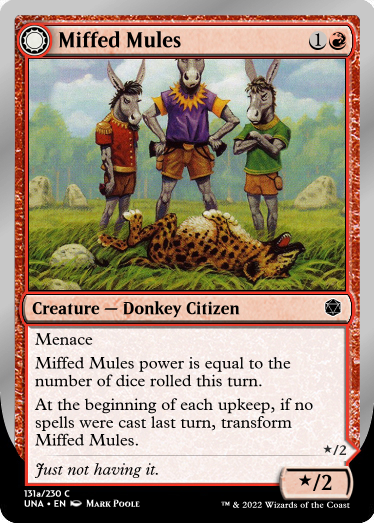 Miffed Mules 1
Creature — Donkey Citizen
Menace
Miffed Mules power is equal to the
number of dice rolled this turn.
At the beginning of each upkeep, if no
spells were cast last turn, transform
Miffed Mules.
★/2
Just not having it.
★/2
131a/230 C
UNA • EN Mark Poole
™ & © 2022 Wizards of the Coast